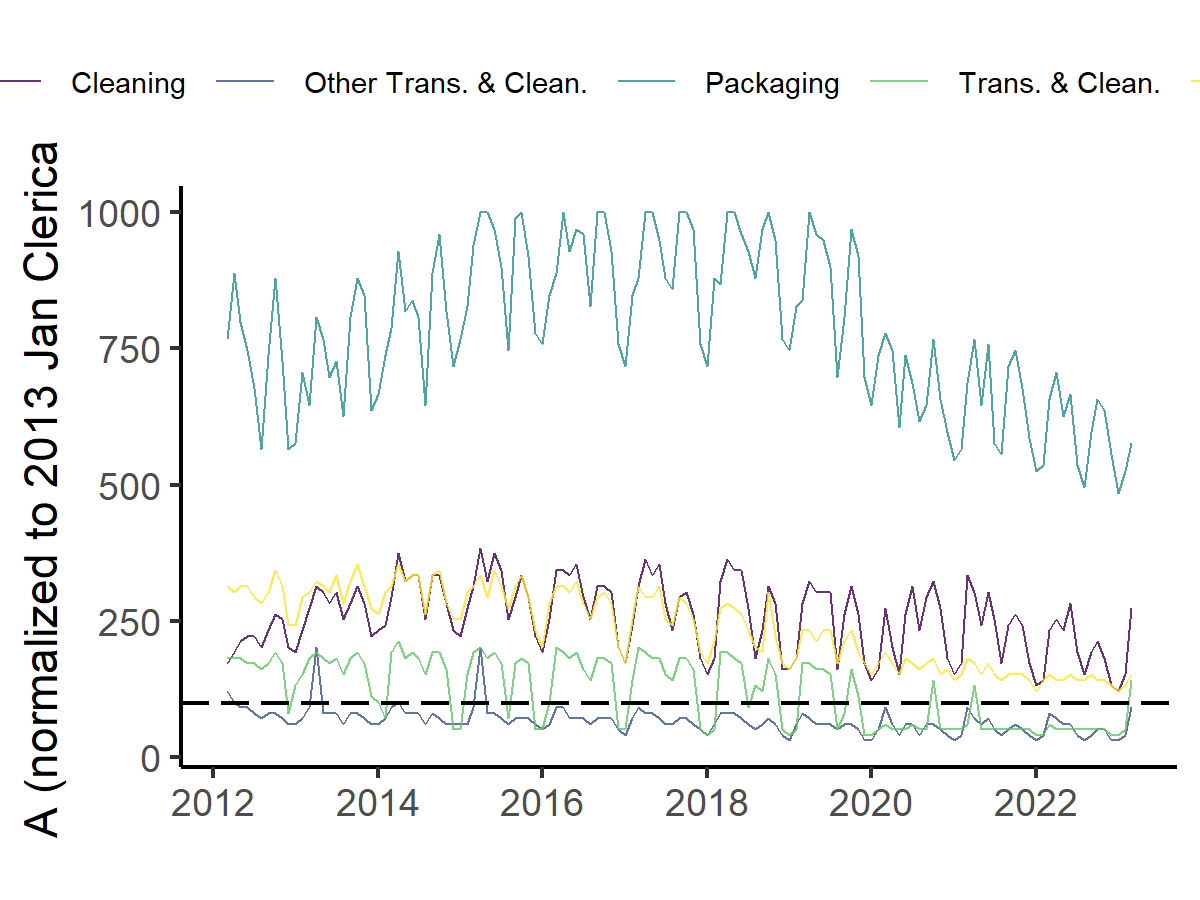 Cleaning Other Trans. & Clean. Packaging Trans. & Clean.
A (normalized to 2013 Jan Clerica
1000
750
500
250
0
2012 2014 2016 2018 2020 2022